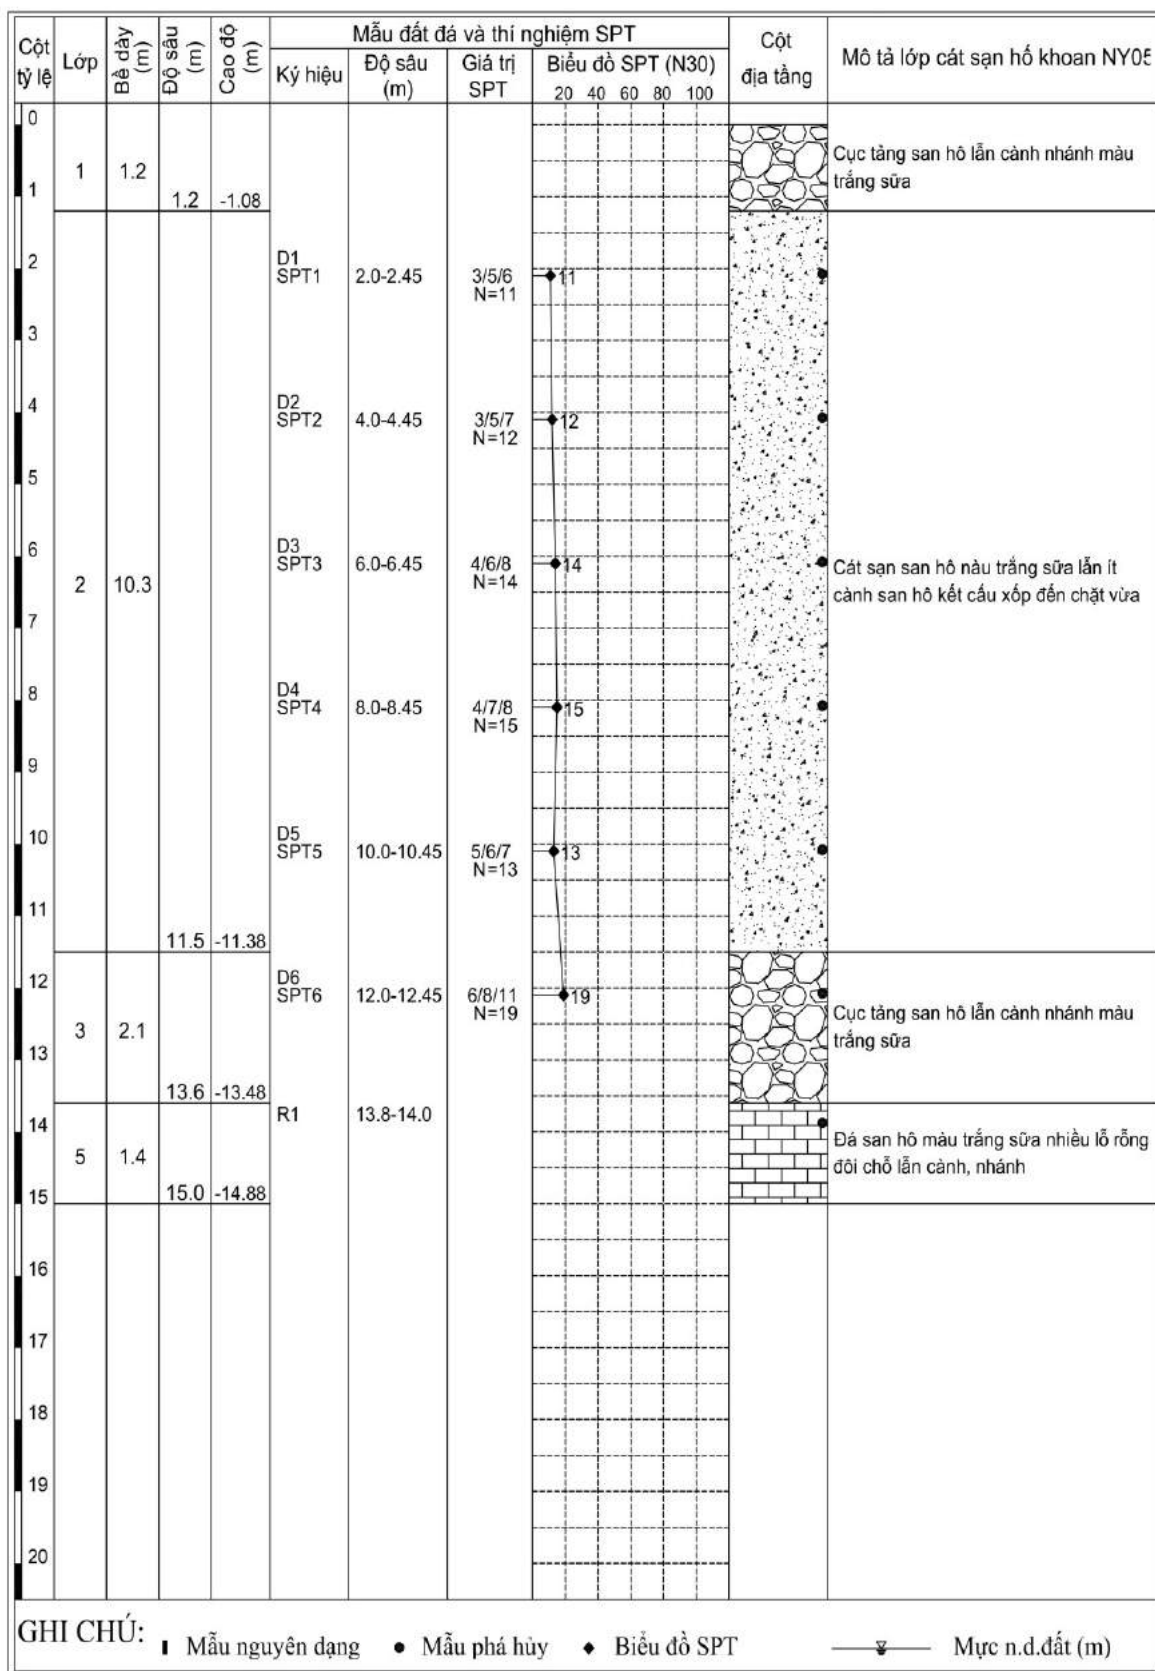 Cột tỷ lệ
Lớp
Bề dày (m)
Độ sâu (m)
Cao độ (m)
Mẫu đất đá và thí nghiệm SPT
Ký hiệu
Độ sâu (m)
Giá trị SPT
Biểu đồ SPT (N30)
20 40 60 80 100
Cột
địa tầng
Mô tả lớp cát sạn hố khoan NY05
0
1 1.2
Cục tảng san hô lẫn cành nhánh màu
trắng sữa
1
1.2 -1.08
2
D1
SPT1 2.0-2.45 3/5/6 11
N=11
3
4
D2
SPT2 4.0-4.45 3/5/7 12
N=12
5
6
D3
SPT3 6.0-6.45 4/6/8 14
N=14
2 10.3
Cát sạn san hô nàu trắng sữa lẫn ít
cành san hô kết cấu xốp đến chặt vừa
7
8
D4
SPT4 8.0-8.45 4/7/8 15
N=15
9
10
D5
SPT5 10.0-10.45 5/6/7 13
N=13
11
11.5 -11.38
12
D6
SPT6 12.0-12.45 6/8/11 19
N=19
3 2.1
Cục tảng san hô lẫn cành nhánh màu
trắng sữa
13
13.6 -13.48
14
R1 13.8-14.0
5 1.4
Đá san hô màu trắng sữa nhiều lỗ rỗng
đôi chỗ lẫn cành, nhánh
15
15.0 -14.88
16
17
18
19
20
GHI CHÚ: Mẫu nguyên dạng Mẫu phá hủy Biểu đồ SPT Mực n.d.đất (m)